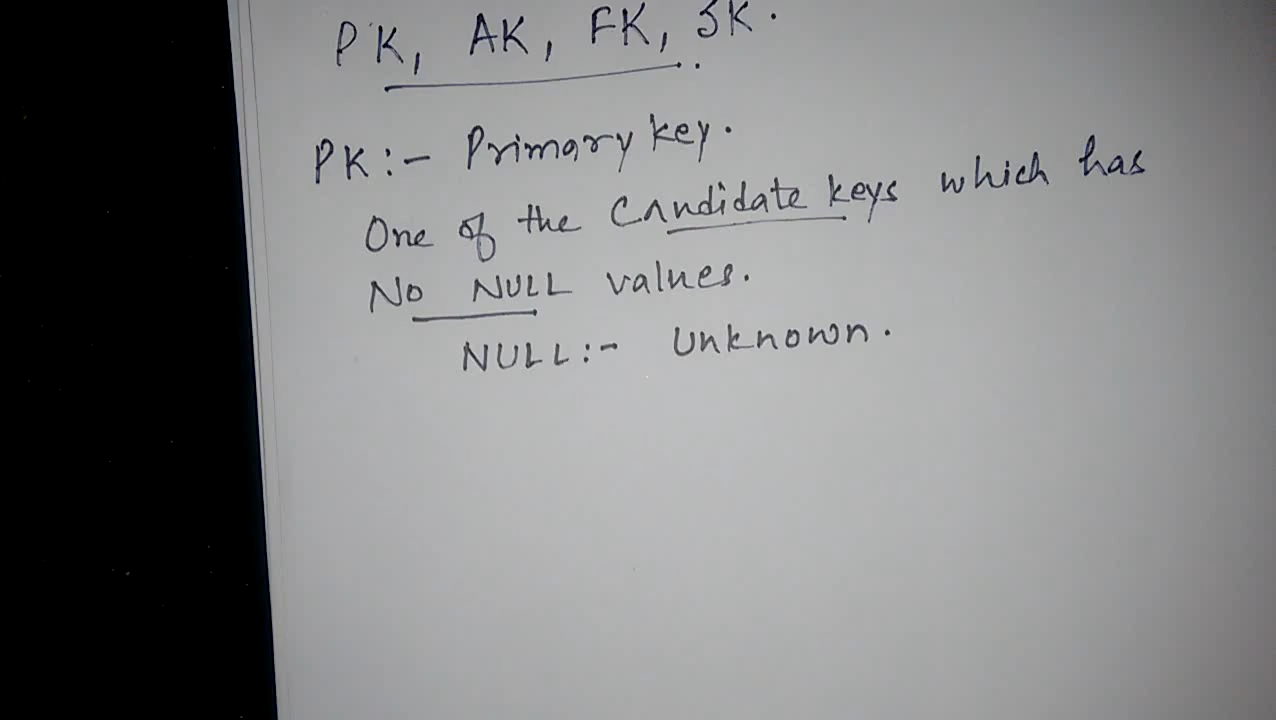 PK, AK, FK, SK.
PK:- Primary key.
One of the Candidate keys which has
No NULL values.
NULL:- Unknown.